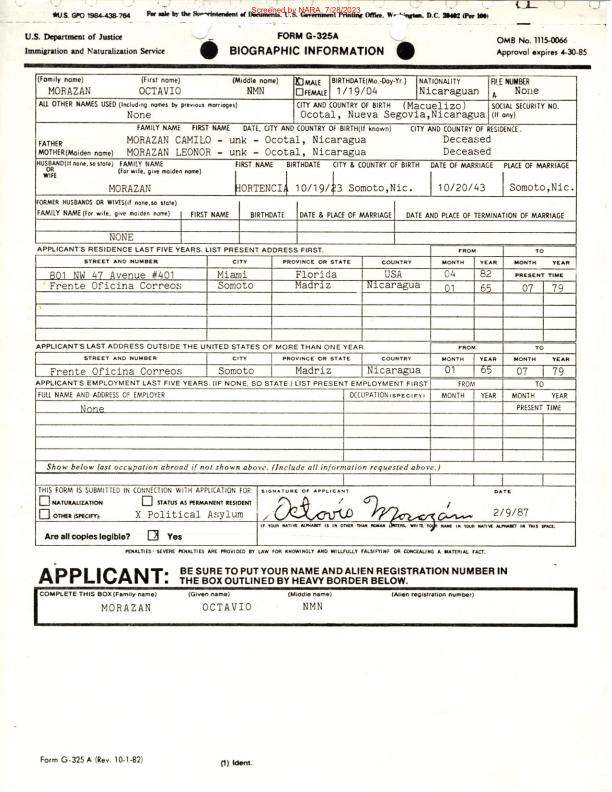 Screened by NARA, 7/28/2023
U.S. GPO 1984-438-764 For sale by the Superintendent of Documents, U.S. Government Printing Office, Washington, D.C. 20402 (Per 100)
U.S. Department of Justice FORM G-325A OMB No. 1115-0066
Immigration and Naturalization Service BIOGRAPHIC INFORMATION Approval expires 4-30-85
(Family name) (First name) (Middle name) X MALE BIRTHDATE(Mo.-Day-Yr.) NATIONALITY FILE NUMBER
MORAZAN OCTAVIO NMN FEMALE 1/19/04 Nicaraguan A None
ALL OTHER NAMES USED (Including names by previous marriages) CITY AND COUNTRY OF BIRTH (Macuelizo) SOCIAL SECURITY NO.
None Ocotal, Nueva Segovia, Nicaragua (If any)
FAMILY NAME FIRST NAME DATE, CITY AND COUNTRY OF BIRTH(If known) CITY AND COUNTRY OF RESIDENCE.
FATHER MORAZAN CAMILO - unk - Ocotal, Nicaragua Deceased
MOTHER(Maiden name) MORAZAN LEONOR - unk - Ocotal, Nicaragua Deceased
HUSBAND(If none, so state) FAMILY NAME FIRST NAME BIRTHDATE CITY & COUNTRY OF BIRTH DATE OF MARRIAGE PLACE OF MARRIAGE
OR (For wife, give maiden name)
WIFE
MORAZAN HORTENCIA 10/19/23 Somoto,Nic. 10/20/43 Somoto,Nic.
FORMER HUSBANDS OR WIVES(if none, so state)
FAMILY NAME (For wife, give maiden name) FIRST NAME BIRTHDATE DATE & PLACE OF MARRIAGE DATE AND PLACE OF TERMINATION OF MARRIAGE
NONE
APPLICANT'S RESIDENCE LAST FIVE YEARS. LIST PRESENT ADDRESS FIRST. FROM TO
STREET AND NUMBER CITY PROVINCE OR STATE COUNTRY MONTH YEAR MONTH YEAR
801 NW 47 Avenue #401 Miami Florida USA 04 82 PRESENT TIME
Frente Oficina Correos Somoto Madriz Nicaragua 01 65 07 79
APPLICANT'S LAST ADDRESS OUTSIDE THE UNITED STATES OF MORE THAN ONE YEAR FROM TO
STREET AND NUMBER CITY PROVINCE OR STATE COUNTRY MONTH YEAR MONTH YEAR
Frente Oficina Correos Somoto Madriz Nicaragua 01 65 07 79
APPLICANT'S EMPLOYMENT LAST FIVE YEARS. (IF NONE, SO STATE.) LIST PRESENT EMPLOYMENT FIRST FROM TO
FULL NAME AND ADDRESS OF EMPLOYER OCCUPATION (SPECIFY) MONTH YEAR MONTH YEAR
None PRESENT TIME
Show below last occupation abroad if not shown above. (Include all information requested above.)
THIS FORM IS SUBMITTED IN CONNECTION WITH APPLICATION FOR: SIGNATURE OF APPLICANT DATE
NATURALIZATION STATUS AS PERMANENT RESIDENT
OTHER (SPECIFY): X Political Asylum Octavio Morazán 2/9/87
IF YOUR NATIVE ALPHABET IS IN OTHER THAN ROMAN LETTERS, WRITE YOUR NAME IN YOUR NATIVE ALPHABET IN THIS SPACE:
Are all copies legible? X Yes
PENALTIES: SEVERE PENALTIES ARE PROVIDED BY LAW FOR KNOWINGLY AND WILLFULLY FALSIFYING OR CONCEALING A MATERIAL FACT.
APPLICANT: BE SURE TO PUT YOUR NAME AND ALIEN REGISTRATION NUMBER IN
THE BOX OUTLINED BY HEAVY BORDER BELOW.
COMPLETE THIS BOX (Family name) (Given name) (Middle name) (Alien registration number)
MORAZAN OCTAVIO NMN
Form G-325 A (Rev. 10-1-82) (1) Ident.